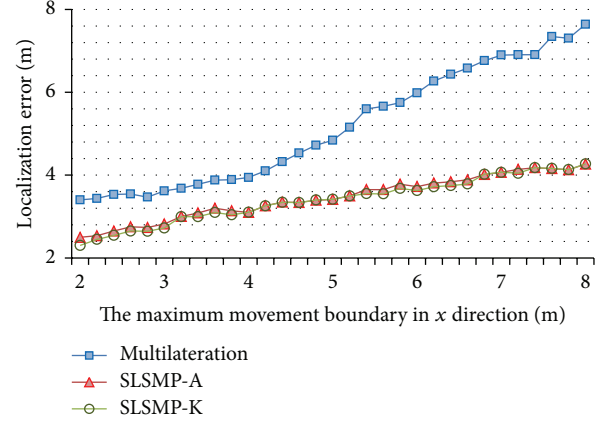 8
6
4
2
Localization error (m)
2 3 4 5 6 7 8
The maximum movement boundary in x direction (m)
Multilateration
SLSMP-A
SLSMP-K